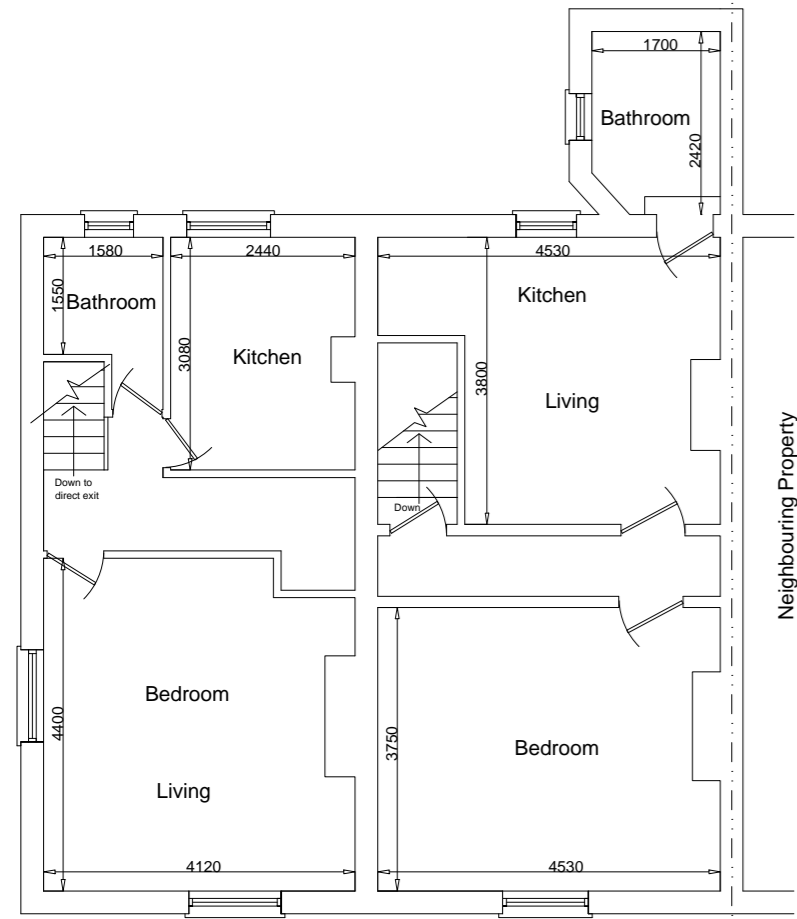 1700
Bathroom
2420
1580
2440
4530
1550
Bathroom
Kitchen
3080
Kitchen
3800
Living
Down to
direct exit
Down
Neighbouring Property
Bedroom
4400
Living
4120
3750
Bedroom
4530